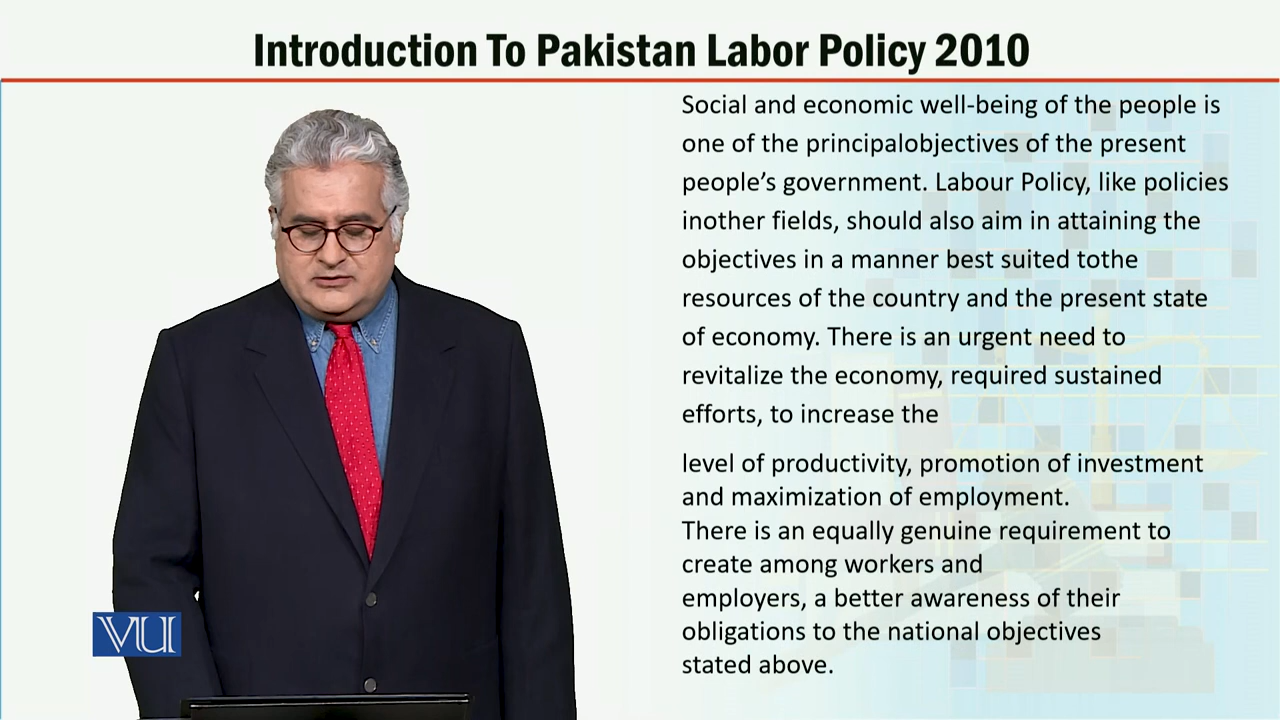 Introduction To Pakistan Labor Policy 2010
Social and economic well-being of the people is
one of the principalobjectives of the present
people’s government. Labour Policy, like policies
inother fields, should also aim in attaining the
objectives in a manner best suited tothe
resources of the country and the present state
of economy. There is an urgent need to
revitalize the economy, required sustained
efforts, to increase the
level of productivity, promotion of investment
and maximization of employment.
There is an equally genuine requirement to
create among workers and
employers, a better awareness of their
obligations to the national objectives
stated above.
VU